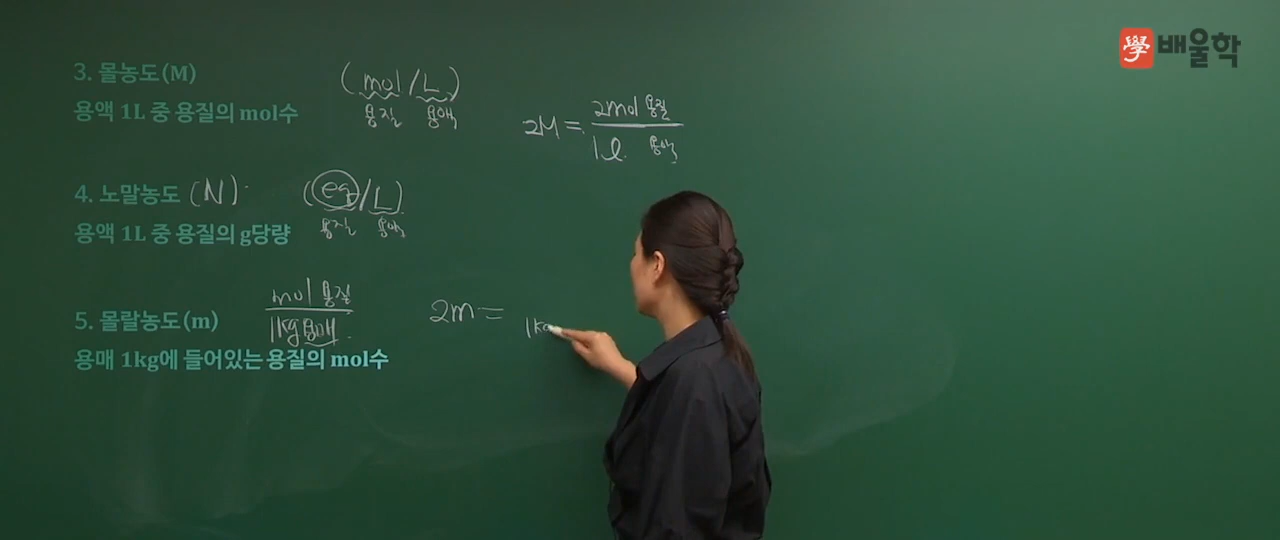 學 배울학
3. 몰농도(M) (mol/L)
용질 용액
용액 1L 중 용질의 mol수
2M = 2mol 용질
1l 용액
4. 노말농도 (N) (eq/L)
용질 용액
용액 1L 중 용질의 g당량
mol 용질
5. 몰랄농도(m) 1kg용매
2m =
1kg
용매 1kg에 들어있는 용질의 mol수